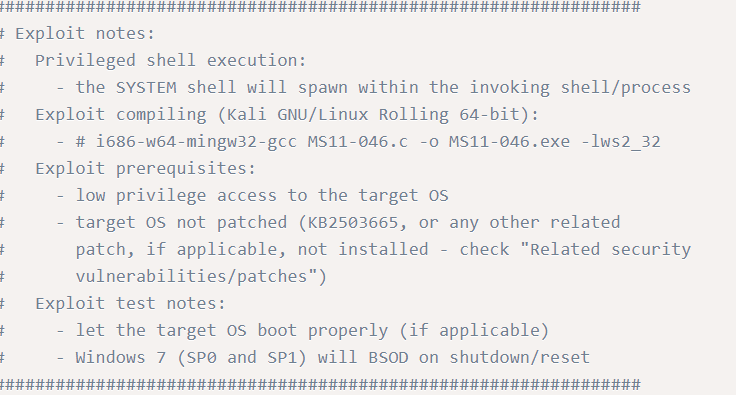 ################################################################
# Exploit notes:
#   Privileged shell execution:
#     - the SYSTEM shell will spawn within the invoking shell/process
#   Exploit compiling (Kali GNU/Linux Rolling 64-bit):
#     - # i686-w64-mingw32-gcc MS11-046.c -o MS11-046.exe -lws2_32
#   Exploit prerequisites:
#     - low privilege access to the target OS
#     - target OS not patched (KB2503665, or any other related
#       patch, if applicable, not installed - check "Related security
#       vulnerabilities/patches")
#   Exploit test notes:
#     - let the target OS boot properly (if applicable)
#     - Windows 7 (SP0 and SP1) will BSOD on shutdown/reset
################################################################